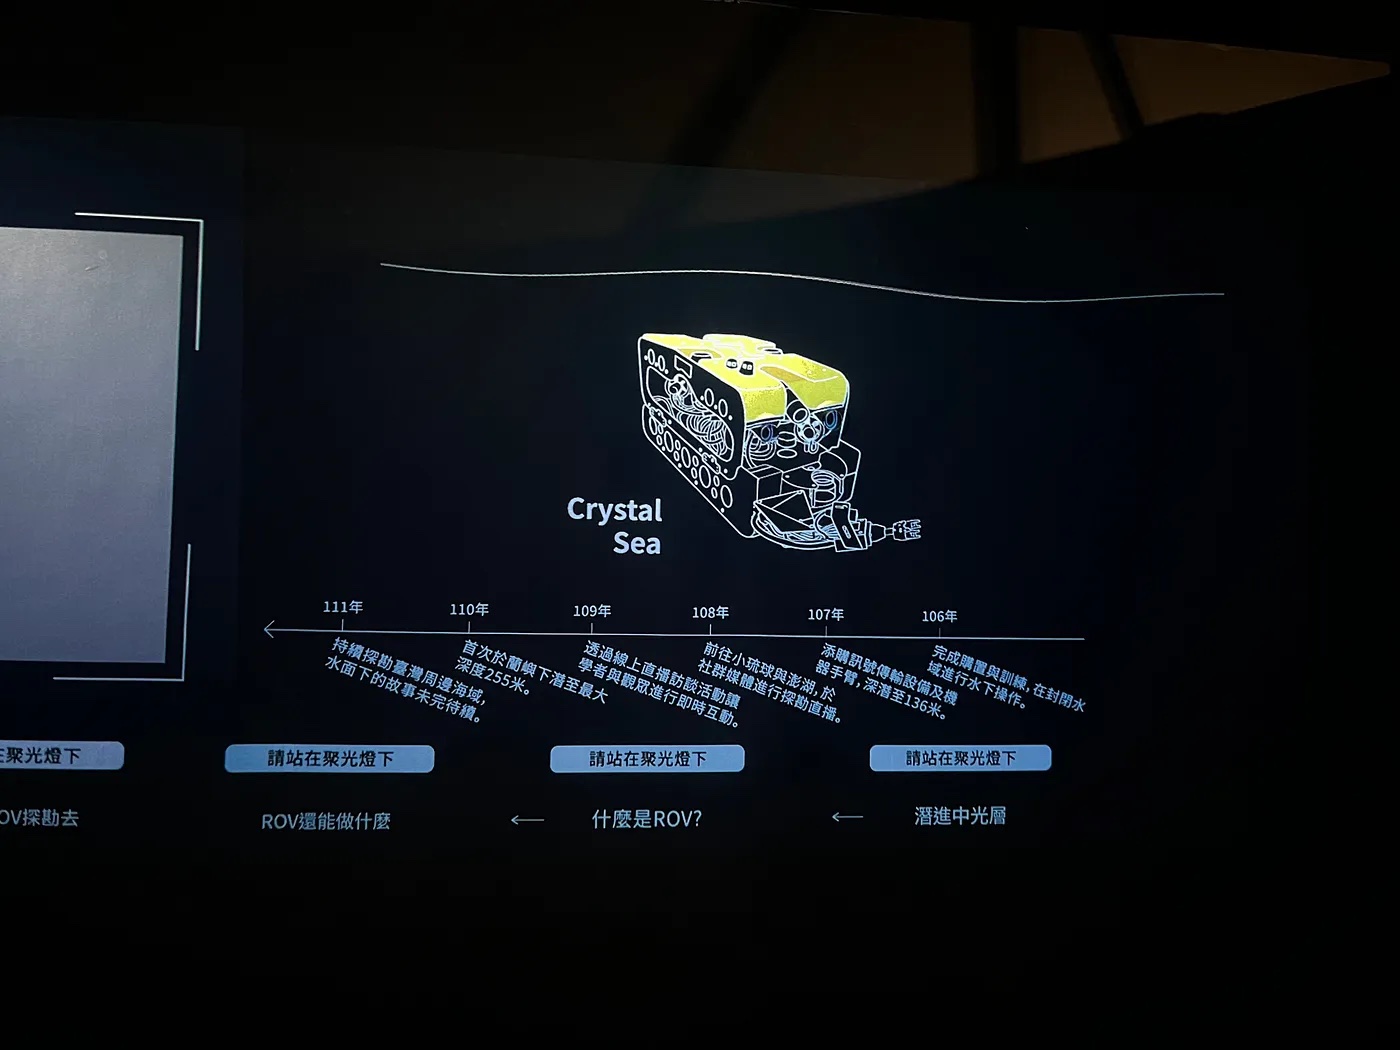 Crystal
Sea
111年
110年
109年
108年
107年
106年
持續探勘臺灣周邊海域，
水面下的故事未完待續。
首次於蘭嶼下潛至最大
深度255米。
透過線上直播訪談活動讓
學者與觀眾進行即時互動。
前往小琉球與澎湖，於
社群媒體進行探勘直播。
添購訊號傳輸設備及機
器手臂，深潛至136米。
完成購置與訓練，在封閉水
域進行水下操作。
在聚光燈下
請站在聚光燈下
請站在聚光燈下
請站在聚光燈下
OV探勘去
ROV還能做什麼
← 什麼是ROV?
← 潛進中光層